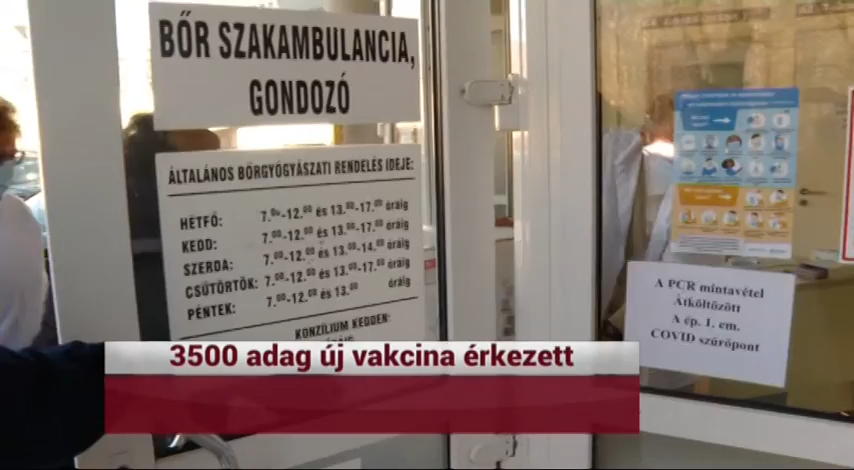 BŐR SZAKAMBULANCIA,
GONDOZÓ
ÁLTALÁNOS BŐRGYÓGYÁSZATI RENDELÉS IDEJE:
HÉTFŐ: 7.00-12.00 és 13.00-17.00 óráig
KEDD: 7.00-12.00 és 13.00-17.00 óráig
SZERDA: 7.00-12.00 és 13.00-14.00 óráig
CSÜTÖRTÖK: 7.00-12.00 és 13.00-17.00 óráig
PÉNTEK: 7.00-12.00 és 13.00 óráig
KONZÍLIUM KEDDEN:
A PCR mintavétel
Átköltözött
A ép. 1. em.
COVID szűrőpont
3500 adag új vakcina érkezett